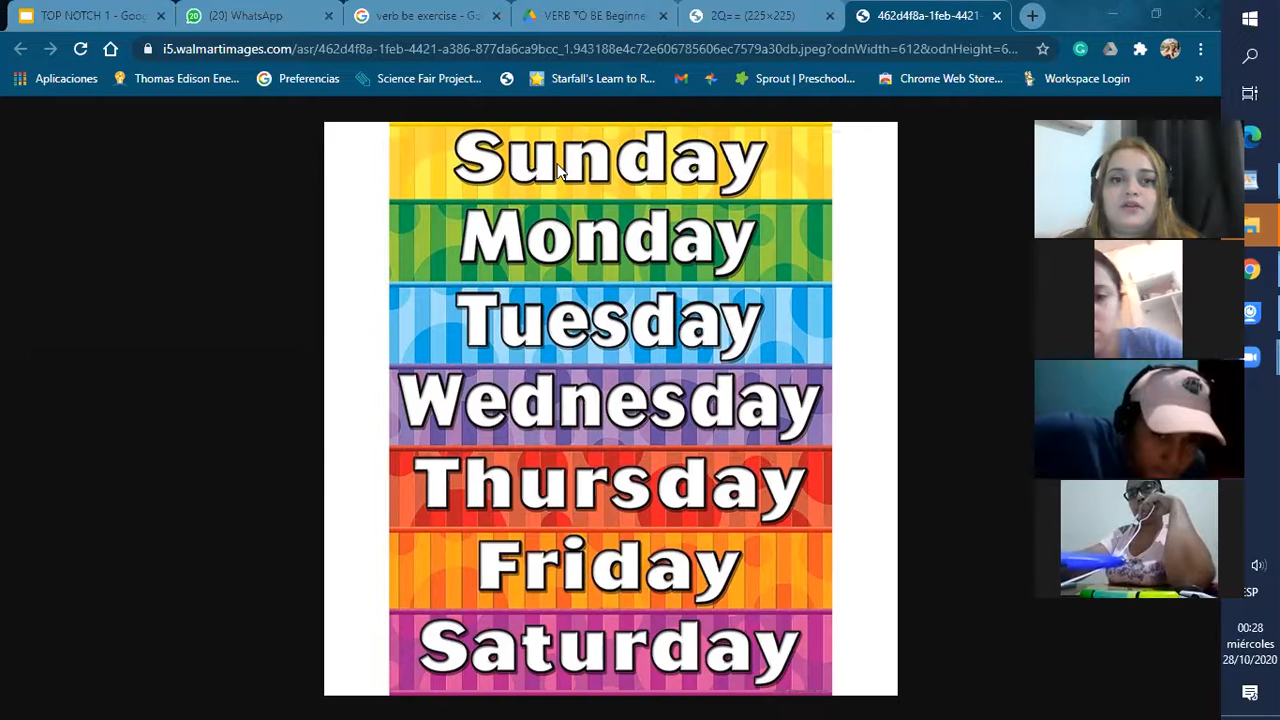 TOP NOTCH 1 - Goog
(20) WhatsApp
verb be exercise - Go
VERB TO BE Beginne
2Q== (225×225)
462d4f8a-1feb-4421-
i5.walmartimages.com/asr/462d4f8a-1feb-4421-a386-877da6ca9bcc_1.943188e4c72e606785606ec7579a30db.jpeg?odnWidth=612&odnHeight=6...
Aplicaciones
Thomas Edison Ene...
Preferencias
Science Fair Project...
Starfall's Learn to R...
Sprout | Preschool...
Chrome Web Store...
Workspace Login
»
Sunday
Monday
Tuesday
Wednesday
Thursday
Friday
Saturday
ESP
00:28
miércoles
28/10/2020